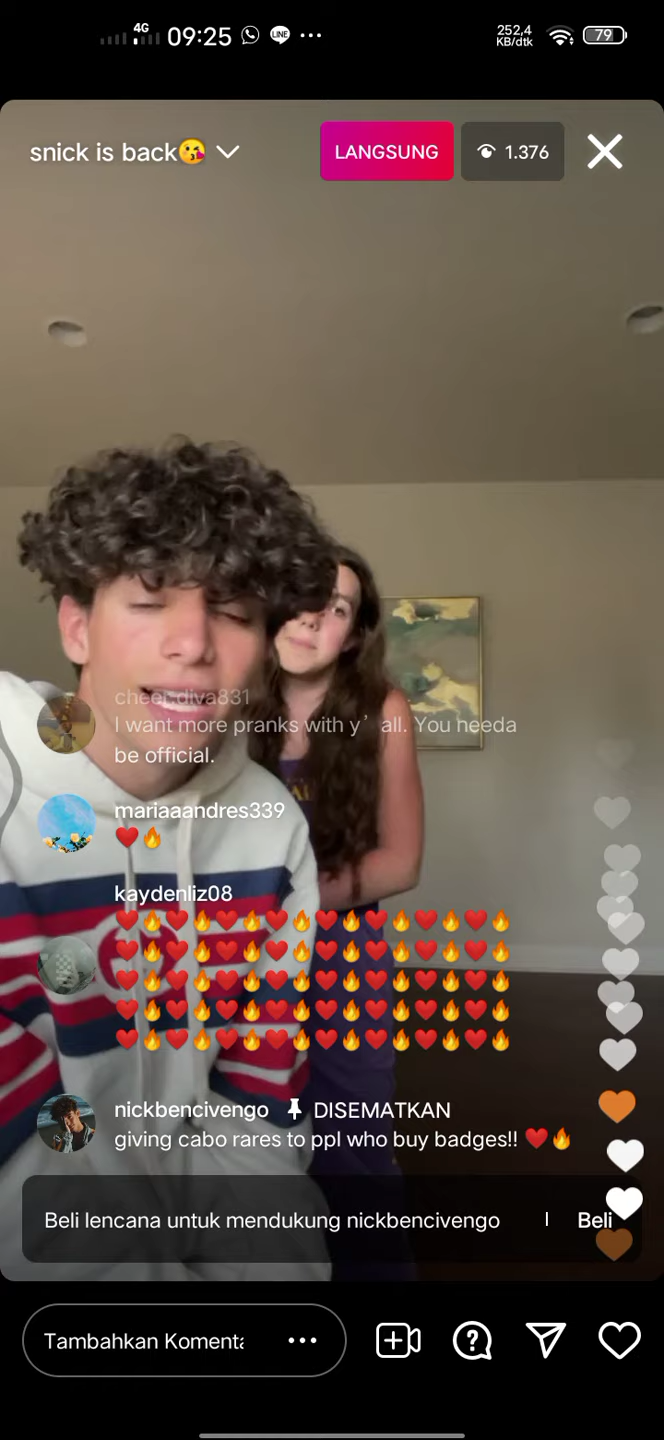 4G 09:25 LINE ••• 252,4 KB/dtk 79
snick is back😘 LANGSUNG 1.376
cheerdiva831
I want more pranks with y' all. You needa
be official.
mariaaandres339
❤️🔥
kaydenliz08
❤️🔥❤️🔥❤️🔥❤️🔥❤️🔥❤️🔥❤️🔥❤️🔥
❤️🔥❤️🔥❤️🔥❤️🔥❤️🔥❤️🔥❤️🔥❤️🔥
❤️🔥❤️🔥❤️🔥❤️🔥❤️🔥❤️🔥❤️🔥❤️🔥
❤️🔥❤️🔥❤️🔥❤️🔥❤️🔥❤️🔥❤️🔥❤️🔥
❤️🔥❤️🔥❤️🔥❤️🔥❤️🔥❤️🔥❤️🔥❤️🔥
nickbencivengo 📌 DISEMATKAN
giving cabo rares to ppl who buy badges!! ❤️🔥
Beli lencana untuk mendukung nickbencivengo | Beli
Tambahkan Komenta •••